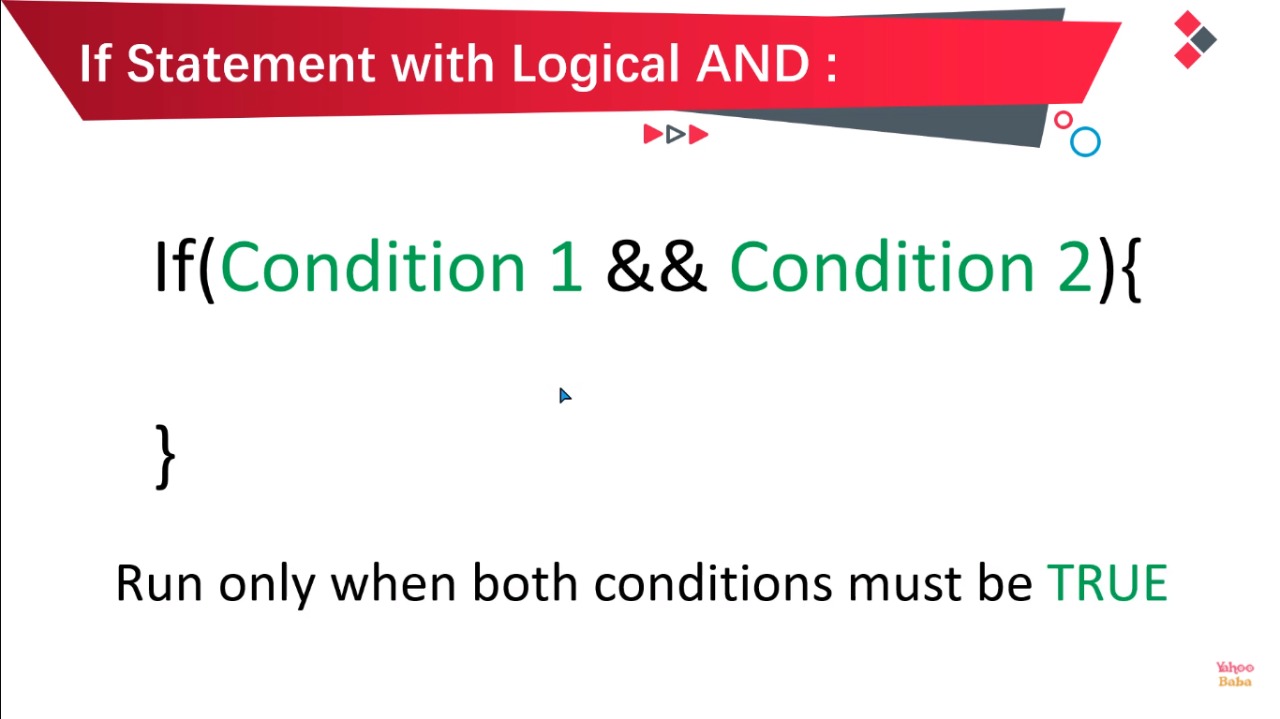 If Statement with Logical AND :
If(Condition 1 && Condition 2){
}
Run only when both conditions must be TRUE
Yahoo
Baba